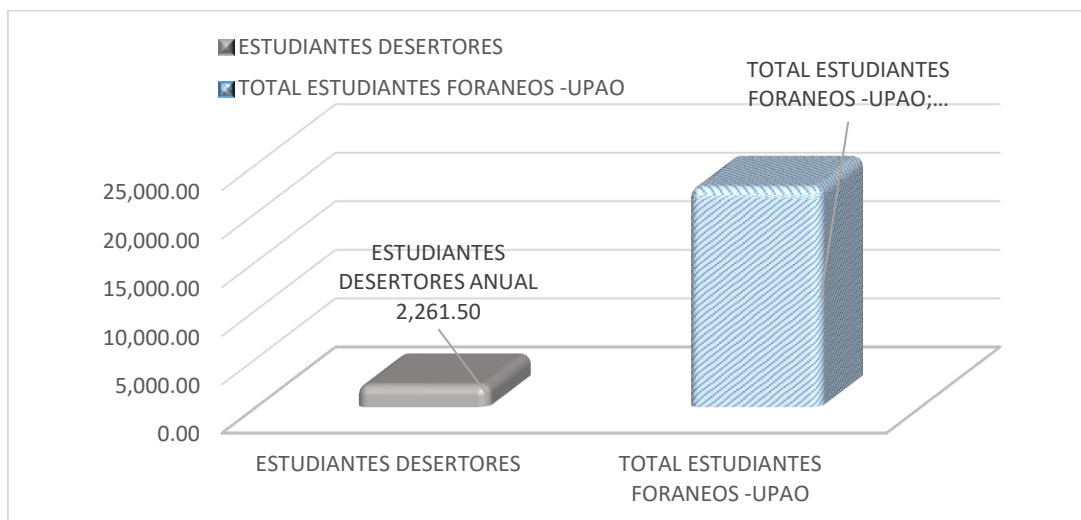 ESTUDIANTES DESERTORES
TOTAL ESTUDIANTES FORANEOS -UPAO
TOTAL ESTUDIANTES
FORANEOS -UPAO;...
25,000.00
20,000.00
15,000.00
10,000.00
5,000.00
0.00
ESTUDIANTES
DESERTORES ANUAL
2,261.50
ESTUDIANTES DESERTORES
TOTAL ESTUDIANTES
FORANEOS -UPAO